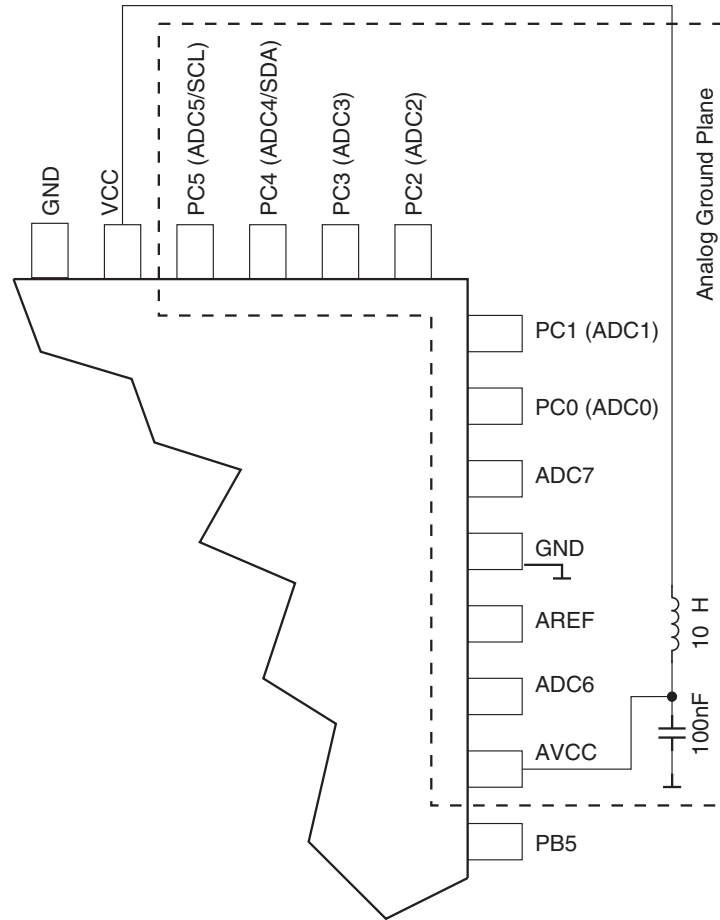 GND
VCC
PC5 (ADC5/SCL)
PC4 (ADC4/SDA)
PC3 (ADC3)
PC2 (ADC2)
Analog Ground Plane
PC1 (ADC1)
PC0 (ADC0)
ADC7
GND
AREF
ADC6
AVCC
PB5
10 H
100nF